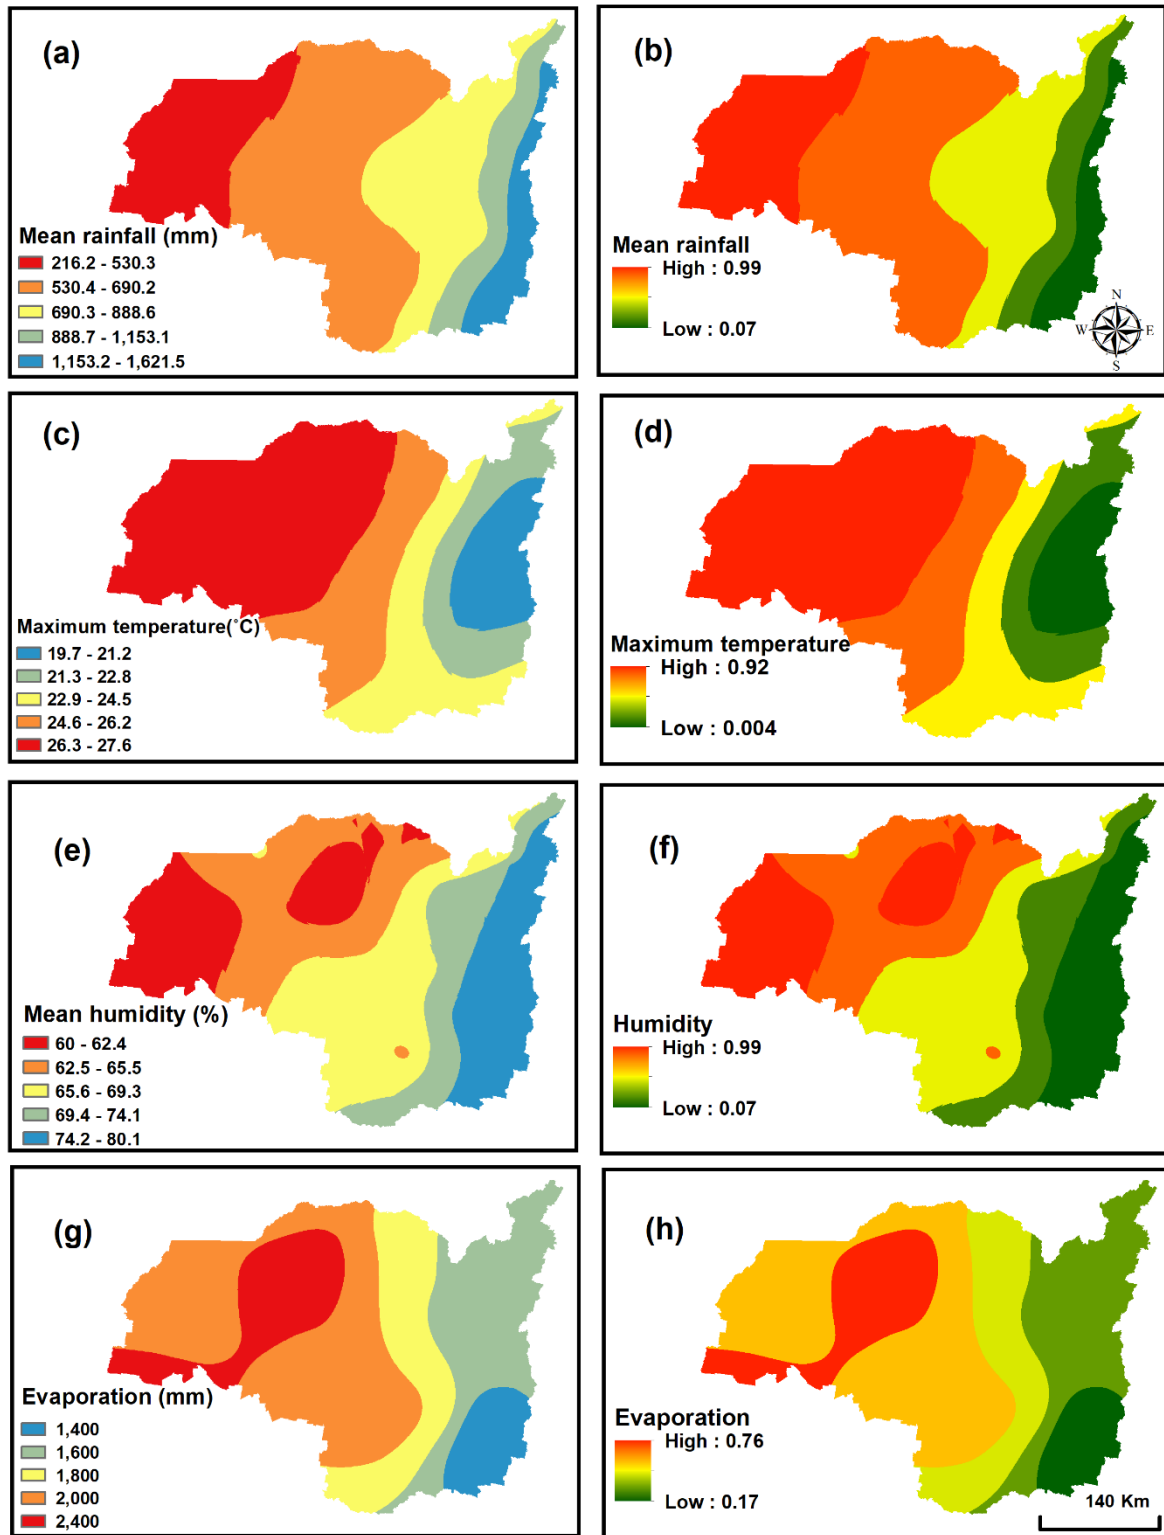 (a)
Mean rainfall (mm)
216.2 - 530.3
530.4 - 690.2
690.3 - 888.6
888.7 - 1,153.1
1,153.2 - 1,621.5
(b)
Mean rainfall
High : 0.99
Low : 0.07
N
W E
S
(c)
Maximum temperature(˚C)
19.7 - 21.2
21.3 - 22.8
22.9 - 24.5
24.6 - 26.2
26.3 - 27.6
(d)
Maximum temperature
High : 0.92
Low : 0.004
(e)
Mean humidity (%)
60 - 62.4
62.5 - 65.5
65.6 - 69.3
69.4 - 74.1
74.2 - 80.1
(f)
Humidity
High : 0.99
Low : 0.07
(g)
Evaporation (mm)
1,400
1,600
1,800
2,000
2,400
(h)
Evaporation
High : 0.76
Low : 0.17
140 Km